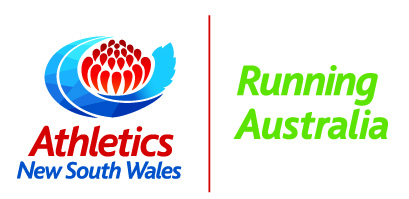 Athletics
New South Wales
Running
Australia